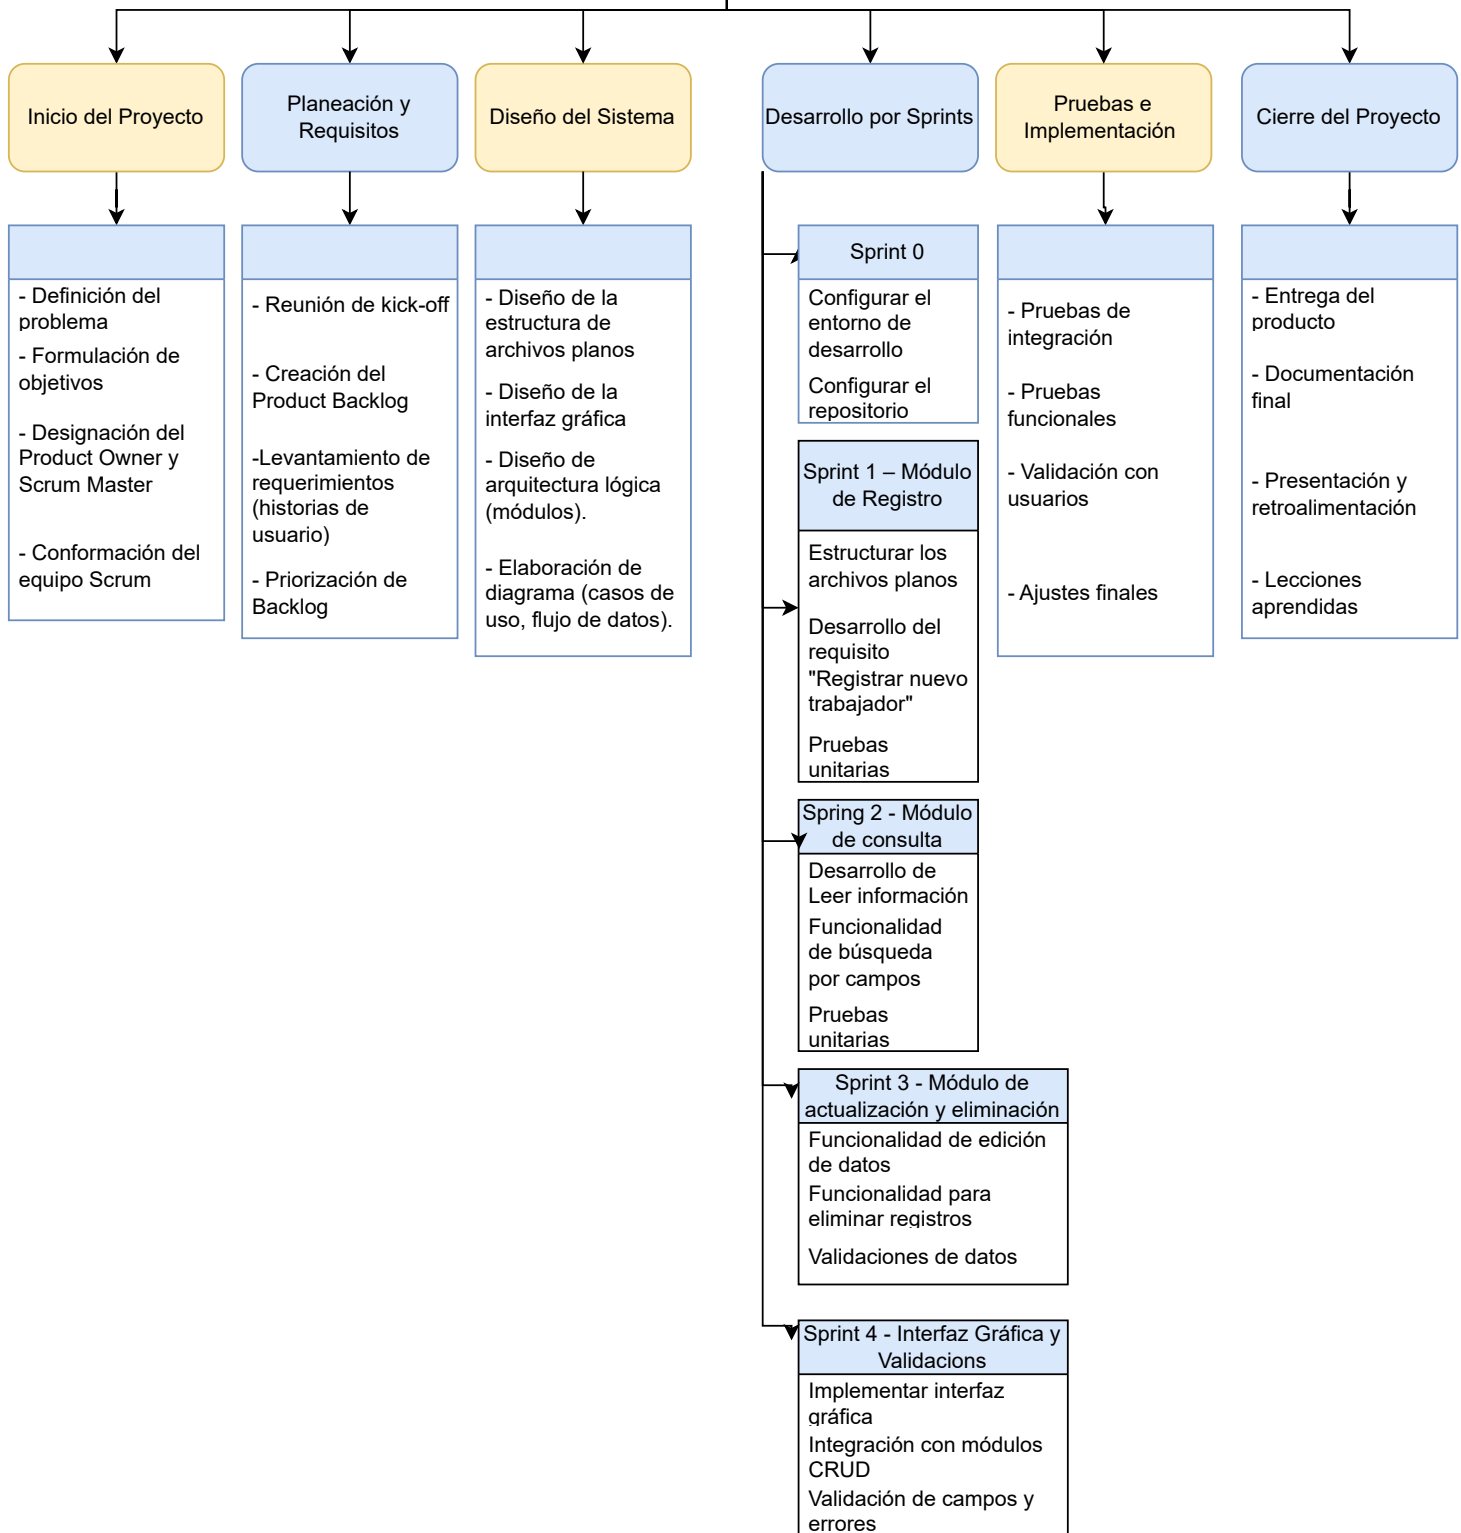 Inicio del Proyecto
Planeación y
Requisitos
Diseño del Sistema
Desarrollo por Sprints
Pruebas e
Implementación
Cierre del Proyecto
- Definición del
problema
- Formulación de
objetivos
- Designación del
Product Owner y
Scrum Master
- Conformación del
equipo Scrum
- Reunión de kick-off
- Creación del
Product Backlog
-Levantamiento de
requerimientos
(historias de
usuario)
- Priorización de
Backlog
- Diseño de la
estructura de
archivos planos
- Diseño de la
interfaz gráfica
- Diseño de
arquitectura lógica
(módulos).
- Elaboración de
diagrama (casos de
uso, flujo de datos).
Sprint 0
Configurar el
entorno de
desarrollo
Configurar el
repositorio
Sprint 1 – Módulo
de Registro
Estructurar los
archivos planos
Desarrollo del
requisito
"Registrar nuevo
trabajador"
Pruebas
unitarias
Spring 2 - Módulo
de consulta
Desarrollo de
Leer información
Funcionalidad
de búsqueda
por campos
Pruebas
unitarias
Sprint 3 - Módulo de
actualización y eliminación
Funcionalidad de edición
de datos
Funcionalidad para
eliminar registros
Validaciones de datos
Sprint 4 - Interfaz Gráfica y
Validacions
Implementar interfaz
gráfica
Integración con módulos
CRUD
Validación de campos y
errores
- Pruebas de
integración
- Pruebas
funcionales
- Validación con
usuarios
- Ajustes finales
- Entrega del
producto
- Documentación
final
- Presentación y
retroalimentación
- Lecciones
aprendidas